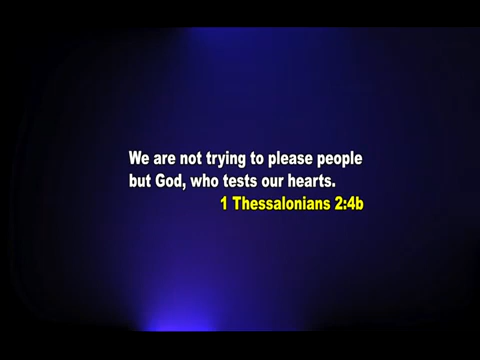 We are not trying to please people
but God, who tests our hearts.
1 Thessalonians 2:4b